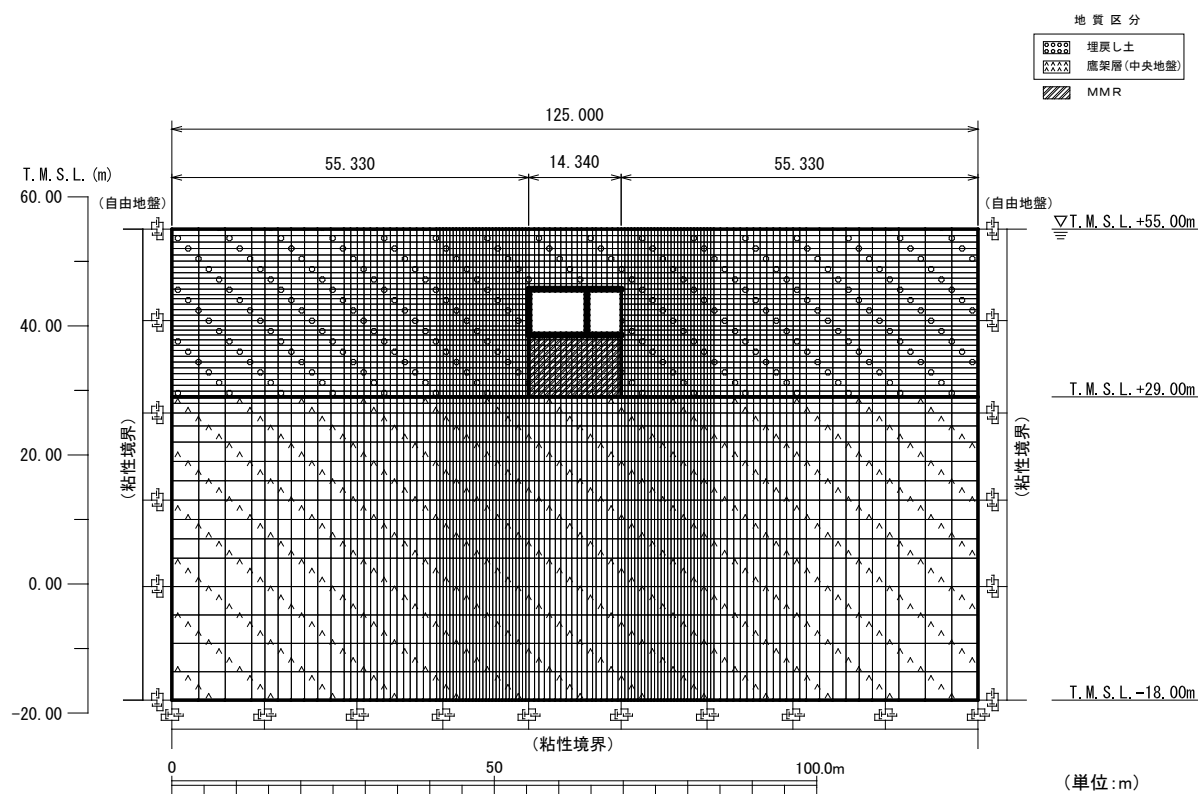 地質区分
埋戻し土
鷹架層(中央地盤)
MMR
125.000
55.330
14.340
55.330
T.M.S.L.(m)
60.00
40.00
20.00
0.00
-20.00
(自由地盤)
(自由地盤)
▽T.M.S.L.+55.00m
T.M.S.L.+29.00m
T.M.S.L.-18.00m
(粘性境界)
(粘性境界)
(粘性境界)
0
50
100.0m
(単位:m)